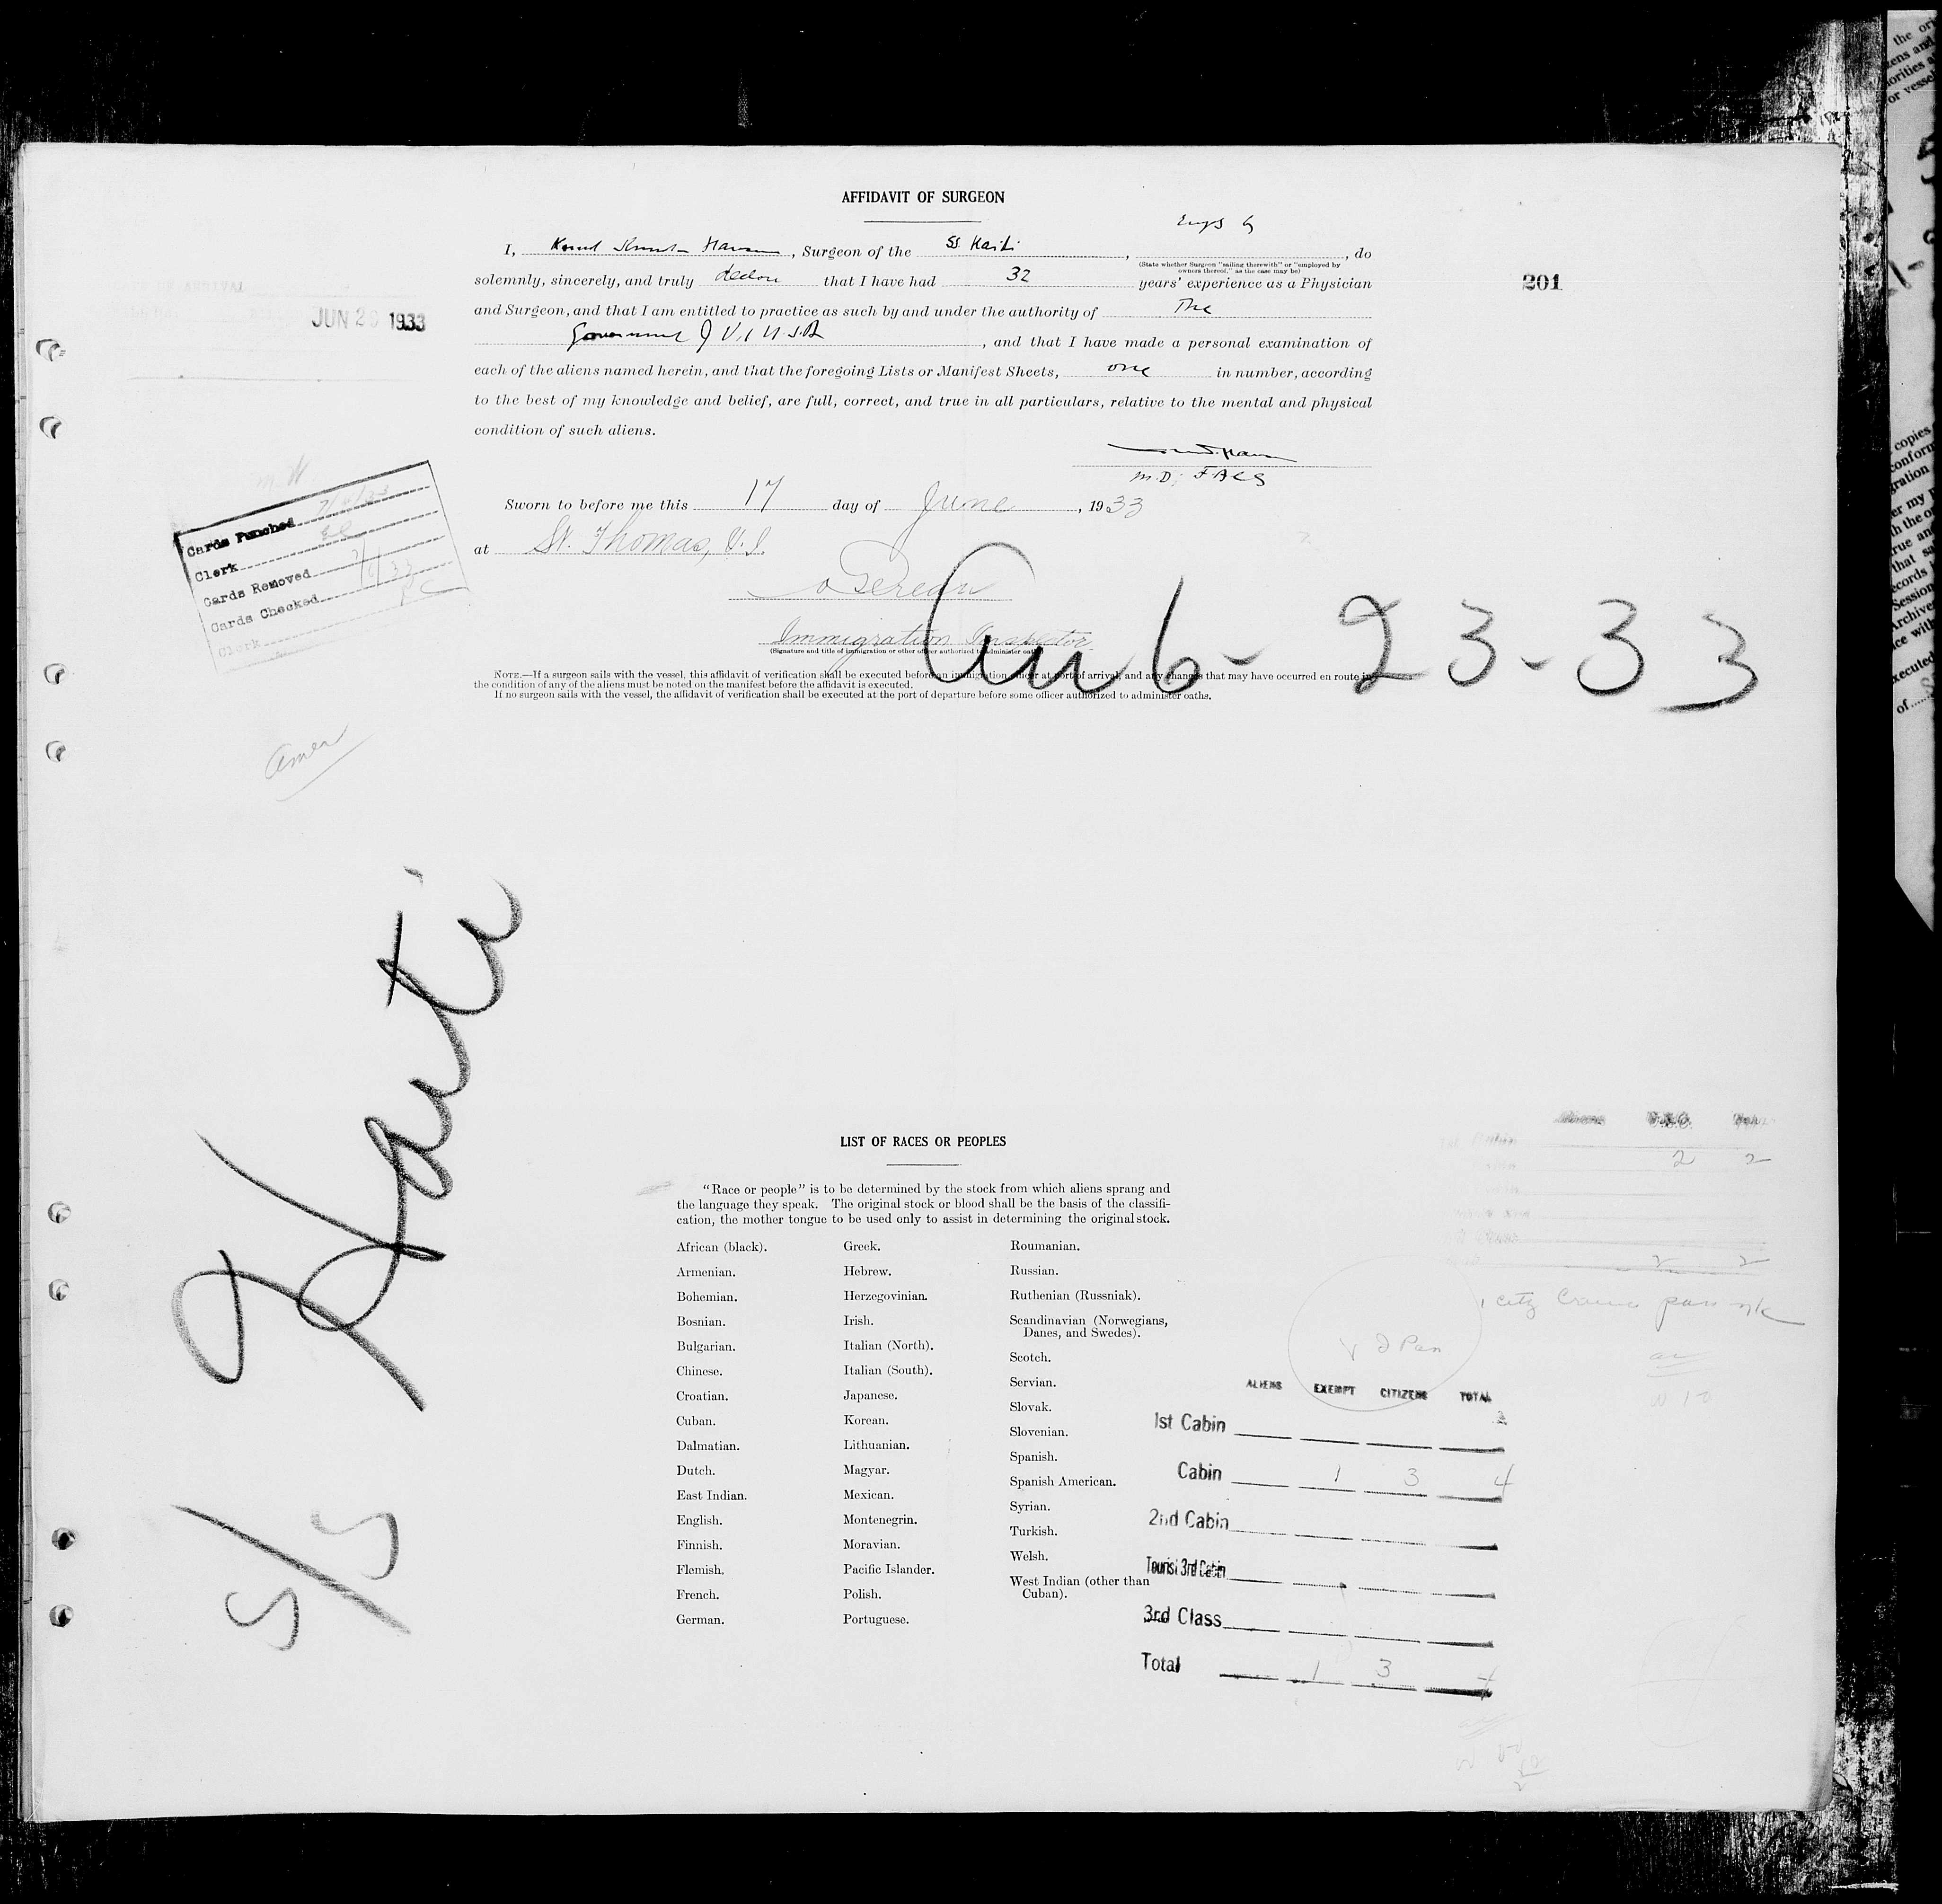 AFFIDAVIT OF SURGEON
I, Knud Knud- Hansen, Surgeon of the SS Haiti, , do
(State whether Surgeon "sailing therewith" or "employed by
owners thereof," as the case may be)
solemnly, sincerely, and truly declare that I have had 32 years' experience as a Physician
201
and Surgeon, and that I am entitled to practice as such by and under the authority of The
JUN 2 1933
Government of V.I U.S.A, and that I have made a personal examination of
each of the aliens named herein, and that the foregoing Lists or Manifest Sheets, one in number, according
to the best of my knowledge and belief, are full, correct, and true in all particulars, relative to the mental and physical
condition of such aliens.
M.D; FACS
Sworn to before me this 17 day of June, 1933
at St. Thomas, V.I.
Immigration Inspector.
(Signature and title of immigration or other officer authorized to administer oaths)
NOTE.—If a surgeon sails with the vessel, this affidavit of verification shall be executed before an immigration officer at port of arrival, and any changes that may have occurred en route in
the condition of any of the aliens must be noted on the manifest before the affidavit is executed.
If no surgeon sails with the vessel, the affidavit of verification shall be executed at the port of departure before some officer authorized to administer oaths.
6-23-33
Cards Punched
Clerk
Cards Removed
Cards Checked
Clerk
S/S Haiti
LIST OF RACES OR PEOPLES
"Race or people" is to be determined by the stock from which aliens sprang and
the language they speak. The original stock or blood shall be the basis of the classifi-
cation, the mother tongue to be used only to assist in determining the original stock.
African (black).
Armenian.
Bohemian.
Bosnian.
Bulgarian.
Chinese.
Croatian.
Cuban.
Dalmatian.
Dutch.
East Indian.
English.
Finnish.
Flemish.
French.
German.
Greek.
Hebrew.
Herzegovinian.
Irish.
Italian (North).
Italian (South).
Japanese.
Korean.
Lithuanian.
Magyar.
Mexican.
Montenegrin.
Moravian.
Pacific Islander.
Polish.
Portuguese.
Roumanian.
Russian.
Ruthenian (Russniak).
Scandinavian (Norwegians,
Danes, and Swedes).
Scotch.
Servian.
Slovak.
Slovenian.
Spanish.
Spanish American.
Syrian.
Turkish.
Welsh.
West Indian (other than
Cuban).
2 2
2 2
ALIENS EXEMPT CITIZENS TOTAL
1st Cabin
Cabin 1 3 4
2nd Cabin
Tourist 3rd Cabin
3rd Class
Total 1 3 4